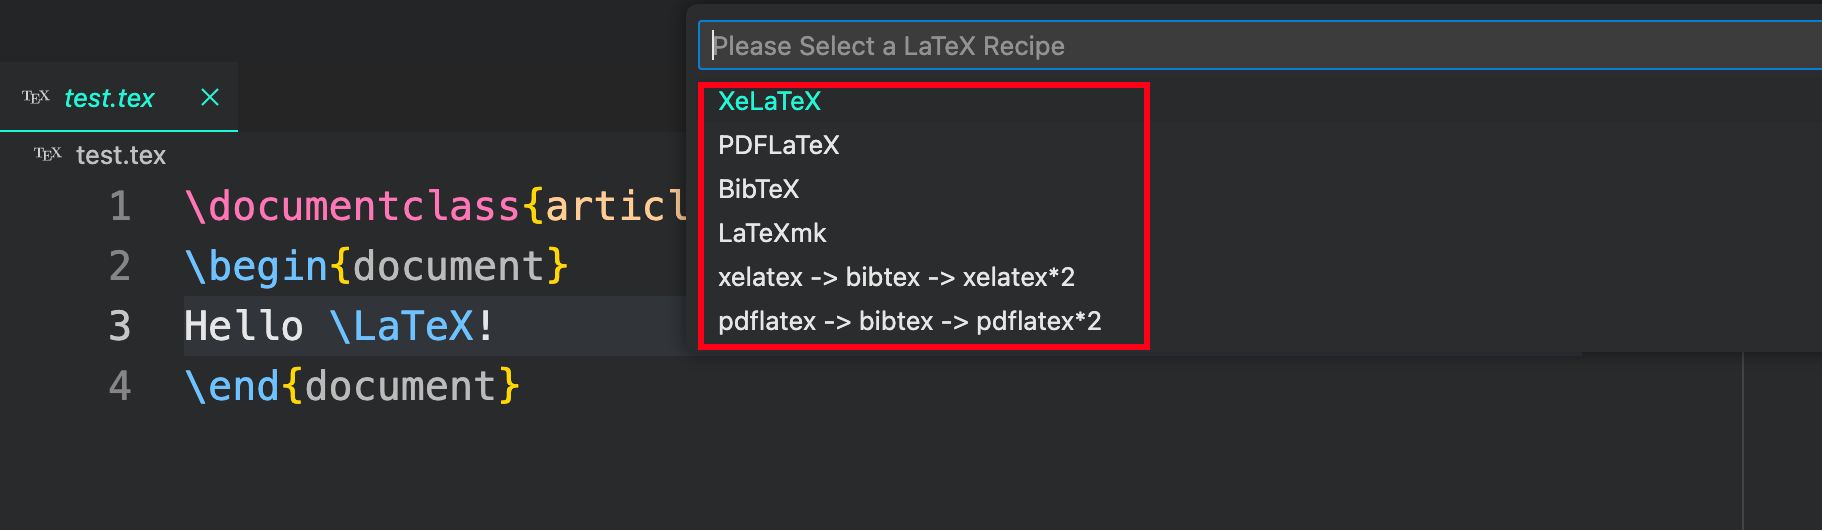 Please Select a LaTeX Recipe
XeLaTeX
PDFLaTeX
BibTeX
LaTeXmk
xelatex -> bibtex -> xelatex*2
pdflatex -> bibtex -> pdflatex*2
TEX test.tex ×
TEX test.tex
1 \documentclass{articl
2 \begin{document}
3 Hello \LaTeX!
4 \end{document}